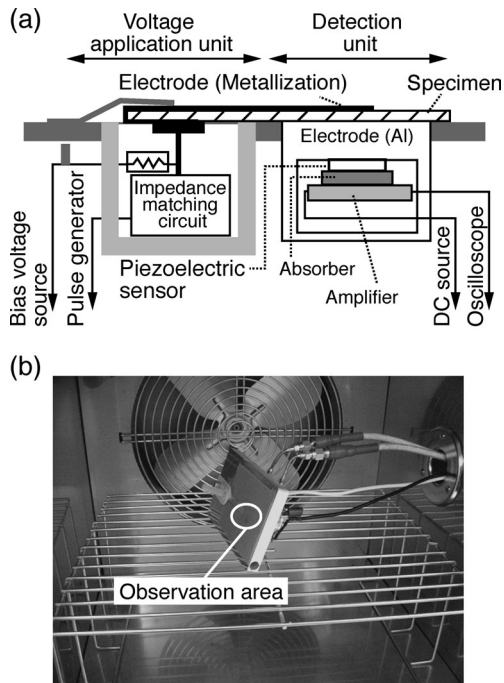 (a)
Voltage
application unit
Detection
unit
Electrode (Metallization)
Specimen
Electrode (Al)
Impedance
matching
circuit
Bias voltage
source
Pulse generator
Piezoelectric
sensor
Absorber
Amplifier
DC source
Oscilloscope
(b)
Observation area